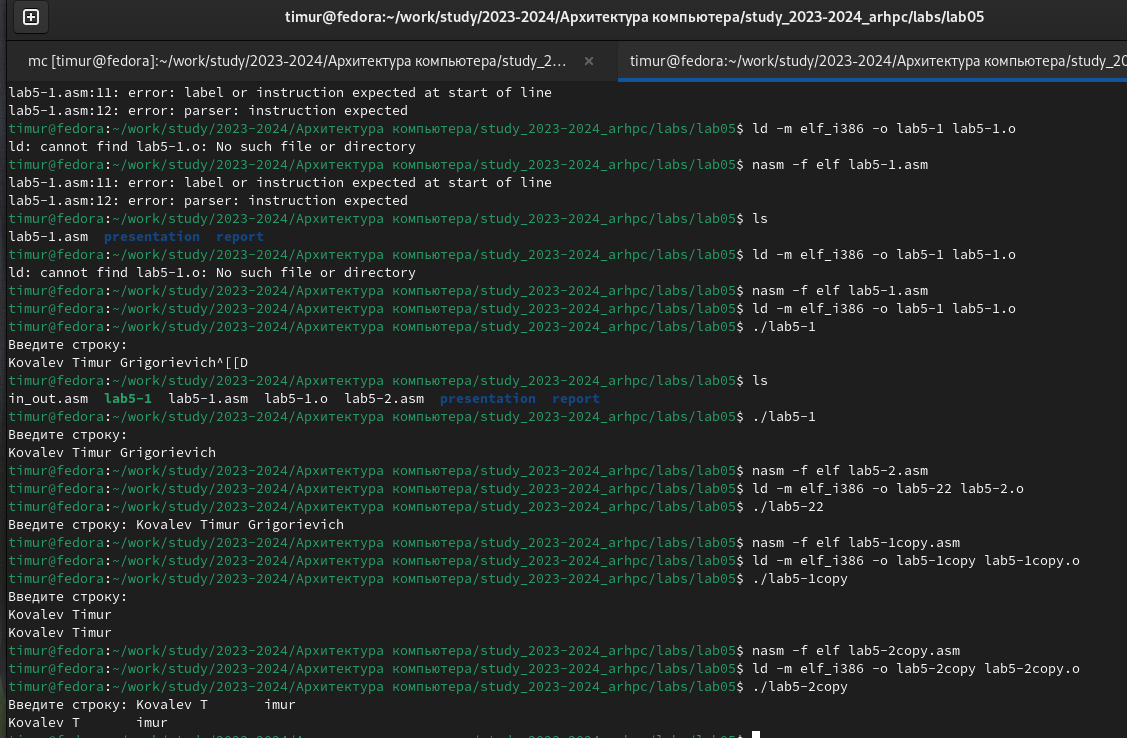 timur@fedora:~/work/study/2023-2024/Архитектура компьютера/study_2023-2024_arhpc/labs/lab05
mc [timur@fedora]:~/work/study/2023-2024/Архитектура компьютера/study_2... ×
timur@fedora:~/work/study/2023-2024/Архитектура компьютера/study_20
lab5-1.asm:11: error: label or instruction expected at start of line
lab5-1.asm:12: error: parser: instruction expected
timur@fedora:~/work/study/2023-2024/Архитектура компьютера/study_2023-2024_arhpc/labs/lab05$ ld -m elf_i386 -o lab5-1 lab5-1.o
ld: cannot find lab5-1.o: No such file or directory
timur@fedora:~/work/study/2023-2024/Архитектура компьютера/study_2023-2024_arhpc/labs/lab05$ nasm -f elf lab5-1.asm
lab5-1.asm:11: error: label or instruction expected at start of line
lab5-1.asm:12: error: parser: instruction expected
timur@fedora:~/work/study/2023-2024/Архитектура компьютера/study_2023-2024_arhpc/labs/lab05$ ls
lab5-1.asm  presentation  report
timur@fedora:~/work/study/2023-2024/Архитектура компьютера/study_2023-2024_arhpc/labs/lab05$ ld -m elf_i386 -o lab5-1 lab5-1.o
ld: cannot find lab5-1.o: No such file or directory
timur@fedora:~/work/study/2023-2024/Архитектура компьютера/study_2023-2024_arhpc/labs/lab05$ nasm -f elf lab5-1.asm
timur@fedora:~/work/study/2023-2024/Архитектура компьютера/study_2023-2024_arhpc/labs/lab05$ ld -m elf_i386 -o lab5-1 lab5-1.o
timur@fedora:~/work/study/2023-2024/Архитектура компьютера/study_2023-2024_arhpc/labs/lab05$ ./lab5-1
Введите строку:
Kovalev Timur Grigorievich^[[D
timur@fedora:~/work/study/2023-2024/Архитектура компьютера/study_2023-2024_arhpc/labs/lab05$ ls
in_out.asm  lab5-1  lab5-1.asm  lab5-1.o  lab5-2.asm  presentation  report
timur@fedora:~/work/study/2023-2024/Архитектура компьютера/study_2023-2024_arhpc/labs/lab05$ ./lab5-1
Введите строку:
Kovalev Timur Grigorievich
timur@fedora:~/work/study/2023-2024/Архитектура компьютера/study_2023-2024_arhpc/labs/lab05$ nasm -f elf lab5-2.asm
timur@fedora:~/work/study/2023-2024/Архитектура компьютера/study_2023-2024_arhpc/labs/lab05$ ld -m elf_i386 -o lab5-22 lab5-2.o
timur@fedora:~/work/study/2023-2024/Архитектура компьютера/study_2023-2024_arhpc/labs/lab05$ ./lab5-22
Введите строку: Kovalev Timur Grigorievich
timur@fedora:~/work/study/2023-2024/Архитектура компьютера/study_2023-2024_arhpc/labs/lab05$ nasm -f elf lab5-1copy.asm
timur@fedora:~/work/study/2023-2024/Архитектура компьютера/study_2023-2024_arhpc/labs/lab05$ ld -m elf_i386 -o lab5-1copy lab5-1copy.o
timur@fedora:~/work/study/2023-2024/Архитектура компьютера/study_2023-2024_arhpc/labs/lab05$ ./lab5-1copy
Введите строку:
Kovalev Timur
Kovalev Timur
timur@fedora:~/work/study/2023-2024/Архитектура компьютера/study_2023-2024_arhpc/labs/lab05$ nasm -f elf lab5-2copy.asm
timur@fedora:~/work/study/2023-2024/Архитектура компьютера/study_2023-2024_arhpc/labs/lab05$ ld -m elf_i386 -o lab5-2copy lab5-2copy.o
timur@fedora:~/work/study/2023-2024/Архитектура компьютера/study_2023-2024_arhpc/labs/lab05$ ./lab5-2copy
Введите строку: Kovalev T       imur
Kovalev T       imur